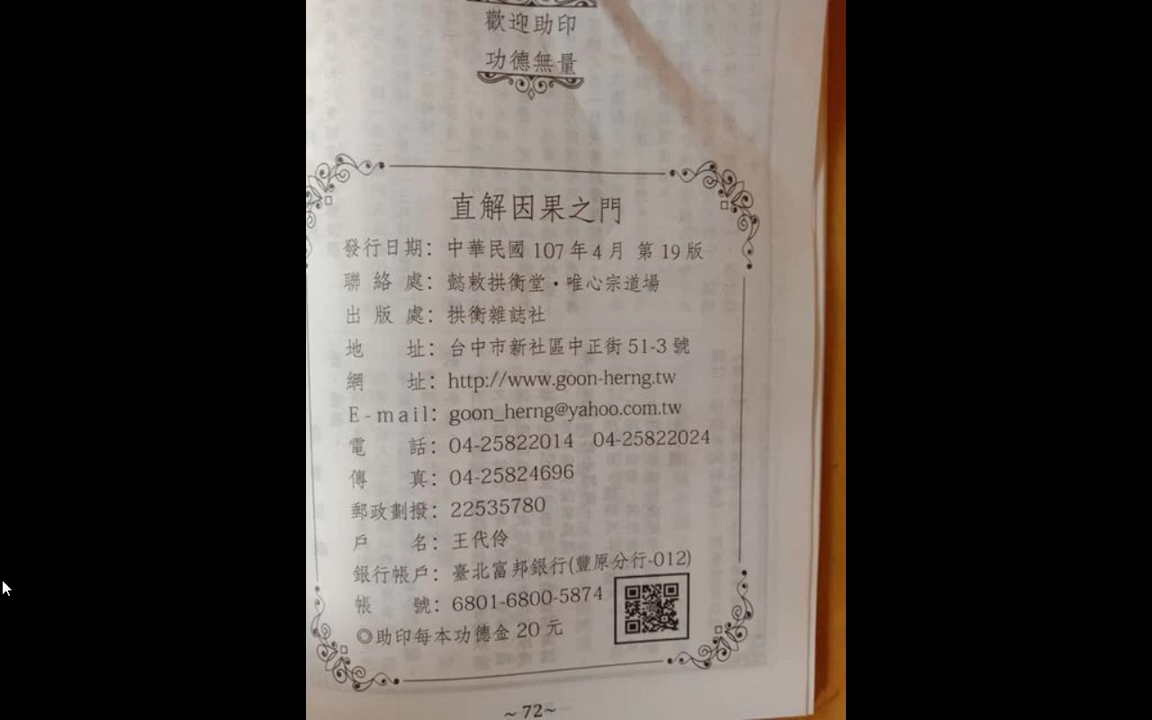 歡迎助印
功德無量
直解因果之門
發行日期：中華民國 107 年 4 月 第 19 版
聯絡處：懿敕拱衡堂・唯心宗道場
出版處：拱衡雜誌社
地址：台中市新社區中正街 51-3 號
網址：http://www.goon-herng.tw
E-mail：goon_herng@yahoo.com.tw
電話：04-25822014 04-25822024
傳真：04-25824696
郵政劃撥：22535780
戶名：王代伶
銀行帳戶：臺北富邦銀行(豐原分行-012)
帳號：6801-6800-5874
◎助印每本功德金 20 元
～72～